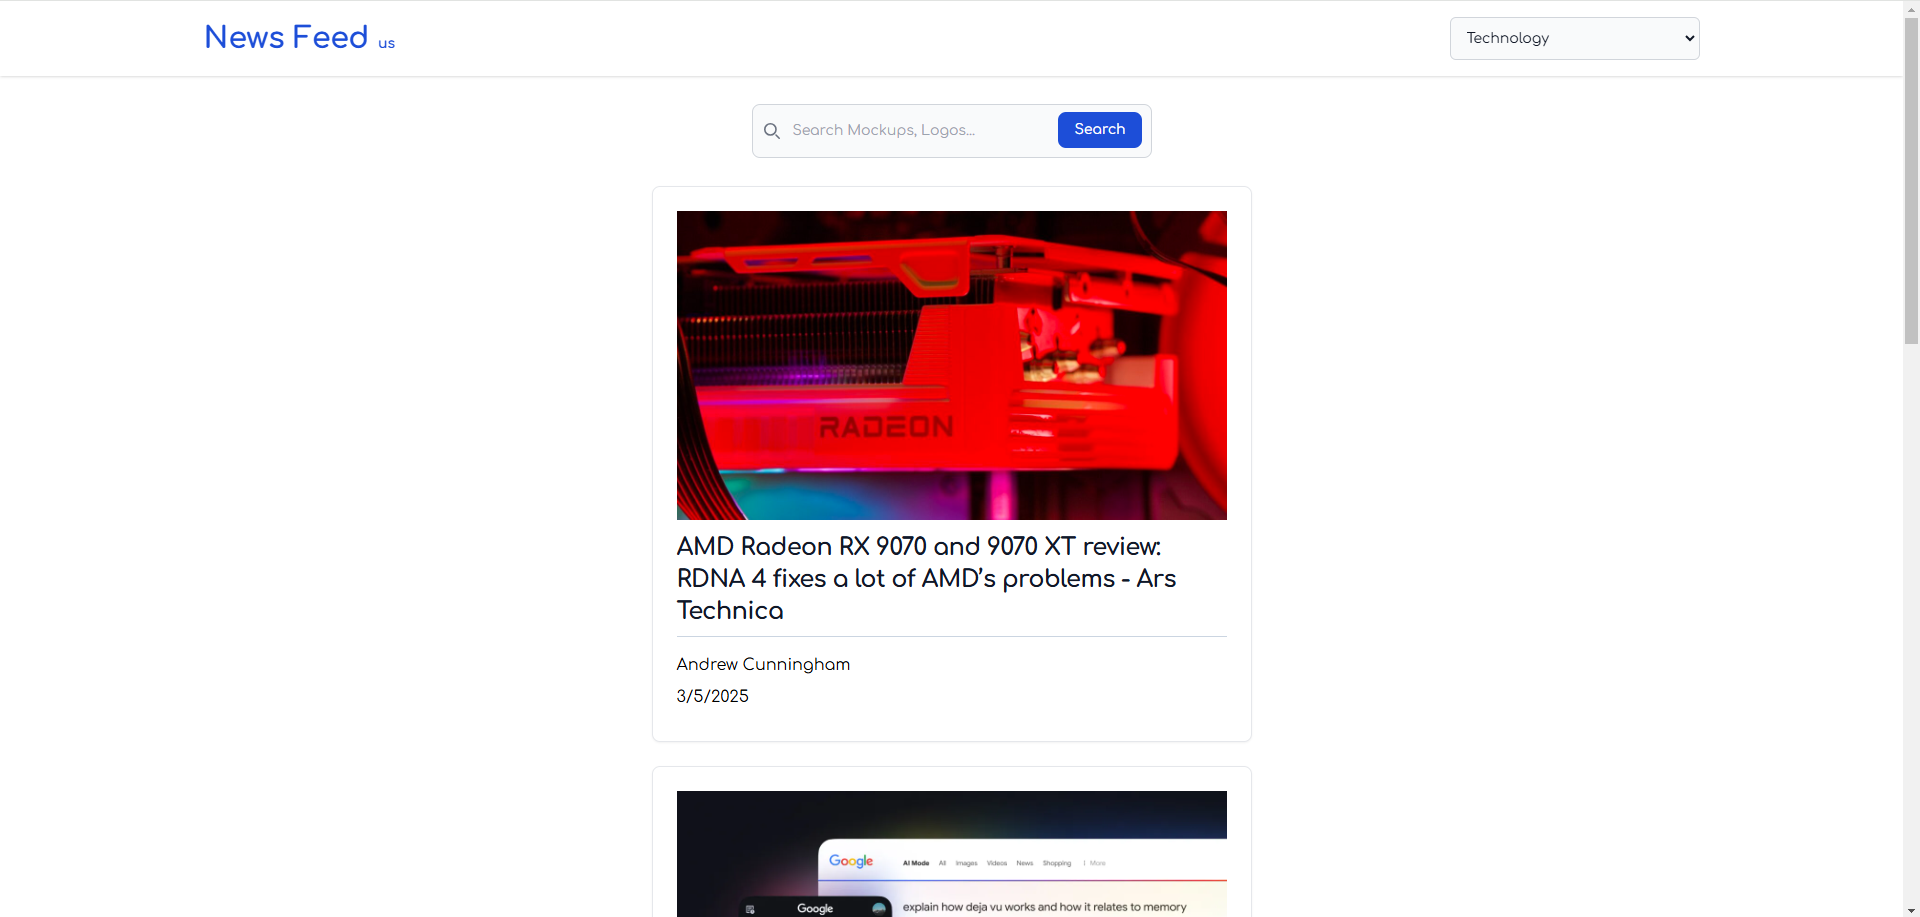 News Feed us
Technology
Search Mockups, Logos...
Search
RADEON
AMD Radeon RX 9070 and 9070 XT review:
RDNA 4 fixes a lot of AMD’s problems - Ars
Technica
Andrew Cunningham
3/5/2025
Google AI Mode All Images Videos News Shopping | More
Google
explain how deja vu works and how it relates to memory